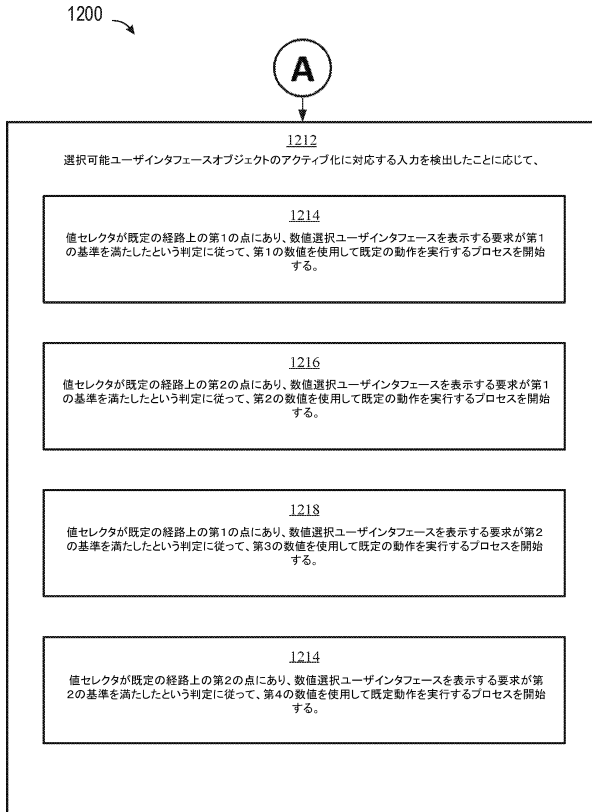 1200
A
1212
選択可能ユーザインタフェースオブジェクトのアクティブ化に対応する入力を検出したことに応じて、
1214
値セレクタが既定の経路上の第1の点にあり、数値選択ユーザインタフェースを表示する要求が第1
の基準を満たしたという判定に従って、第1の数値を使用して既定の動作を実行するプロセスを開始
する。
1216
値セレクタが既定の経路上の第2の点にあり、数値選択ユーザインタフェースを表示する要求が第1
の基準を満たしたという判定に従って、第2の数値を使用して既定の動作を実行するプロセスを開始
する。
1218
値セレクタが既定の経路上の第1の点にあり、数値選択ユーザインタフェースを表示する要求が第2
の基準を満たしたという判定に従って、第3の数値を使用して既定の動作を実行するプロセスを開始
する。
1214
値セレクタが既定の経路上の第2の点にあり、数値選択ユーザインタフェースを表示する要求が第
2の基準を満たしたという判定に従って、第4の数値を使用して既定動作を実行するプロセスを開始
する。